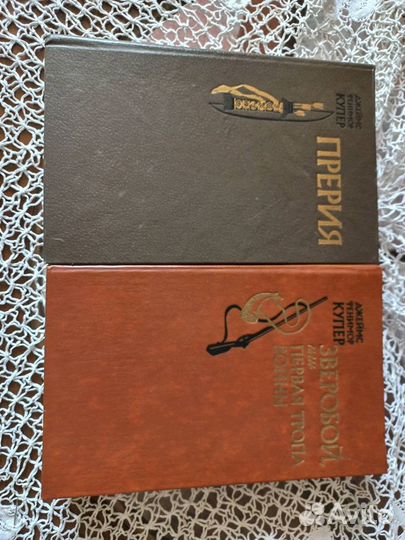 ДЖЕЙМС
ФЕНИМОР
КУПЕР
ПРЕРИЯ
ДЖЕЙМС
ФЕНИМОР
КУПЕР
ЗВЕРОБОЙ,
ИЛИ
ПЕРВАЯ ТРОПА
ВОЙНЫ
Avito